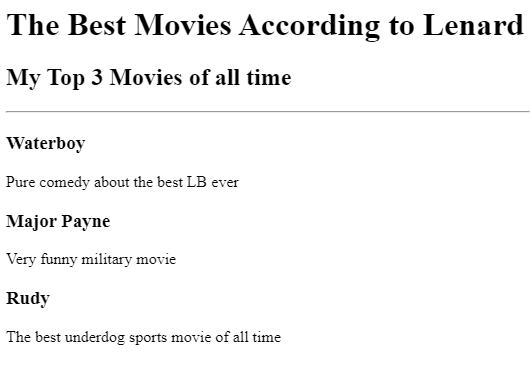 The Best Movies According to Lenard
My Top 3 Movies of all time
Waterboy
Pure comedy about the best LB ever
Major Payne
Very funny military movie
Rudy
The best underdog sports movie of all time